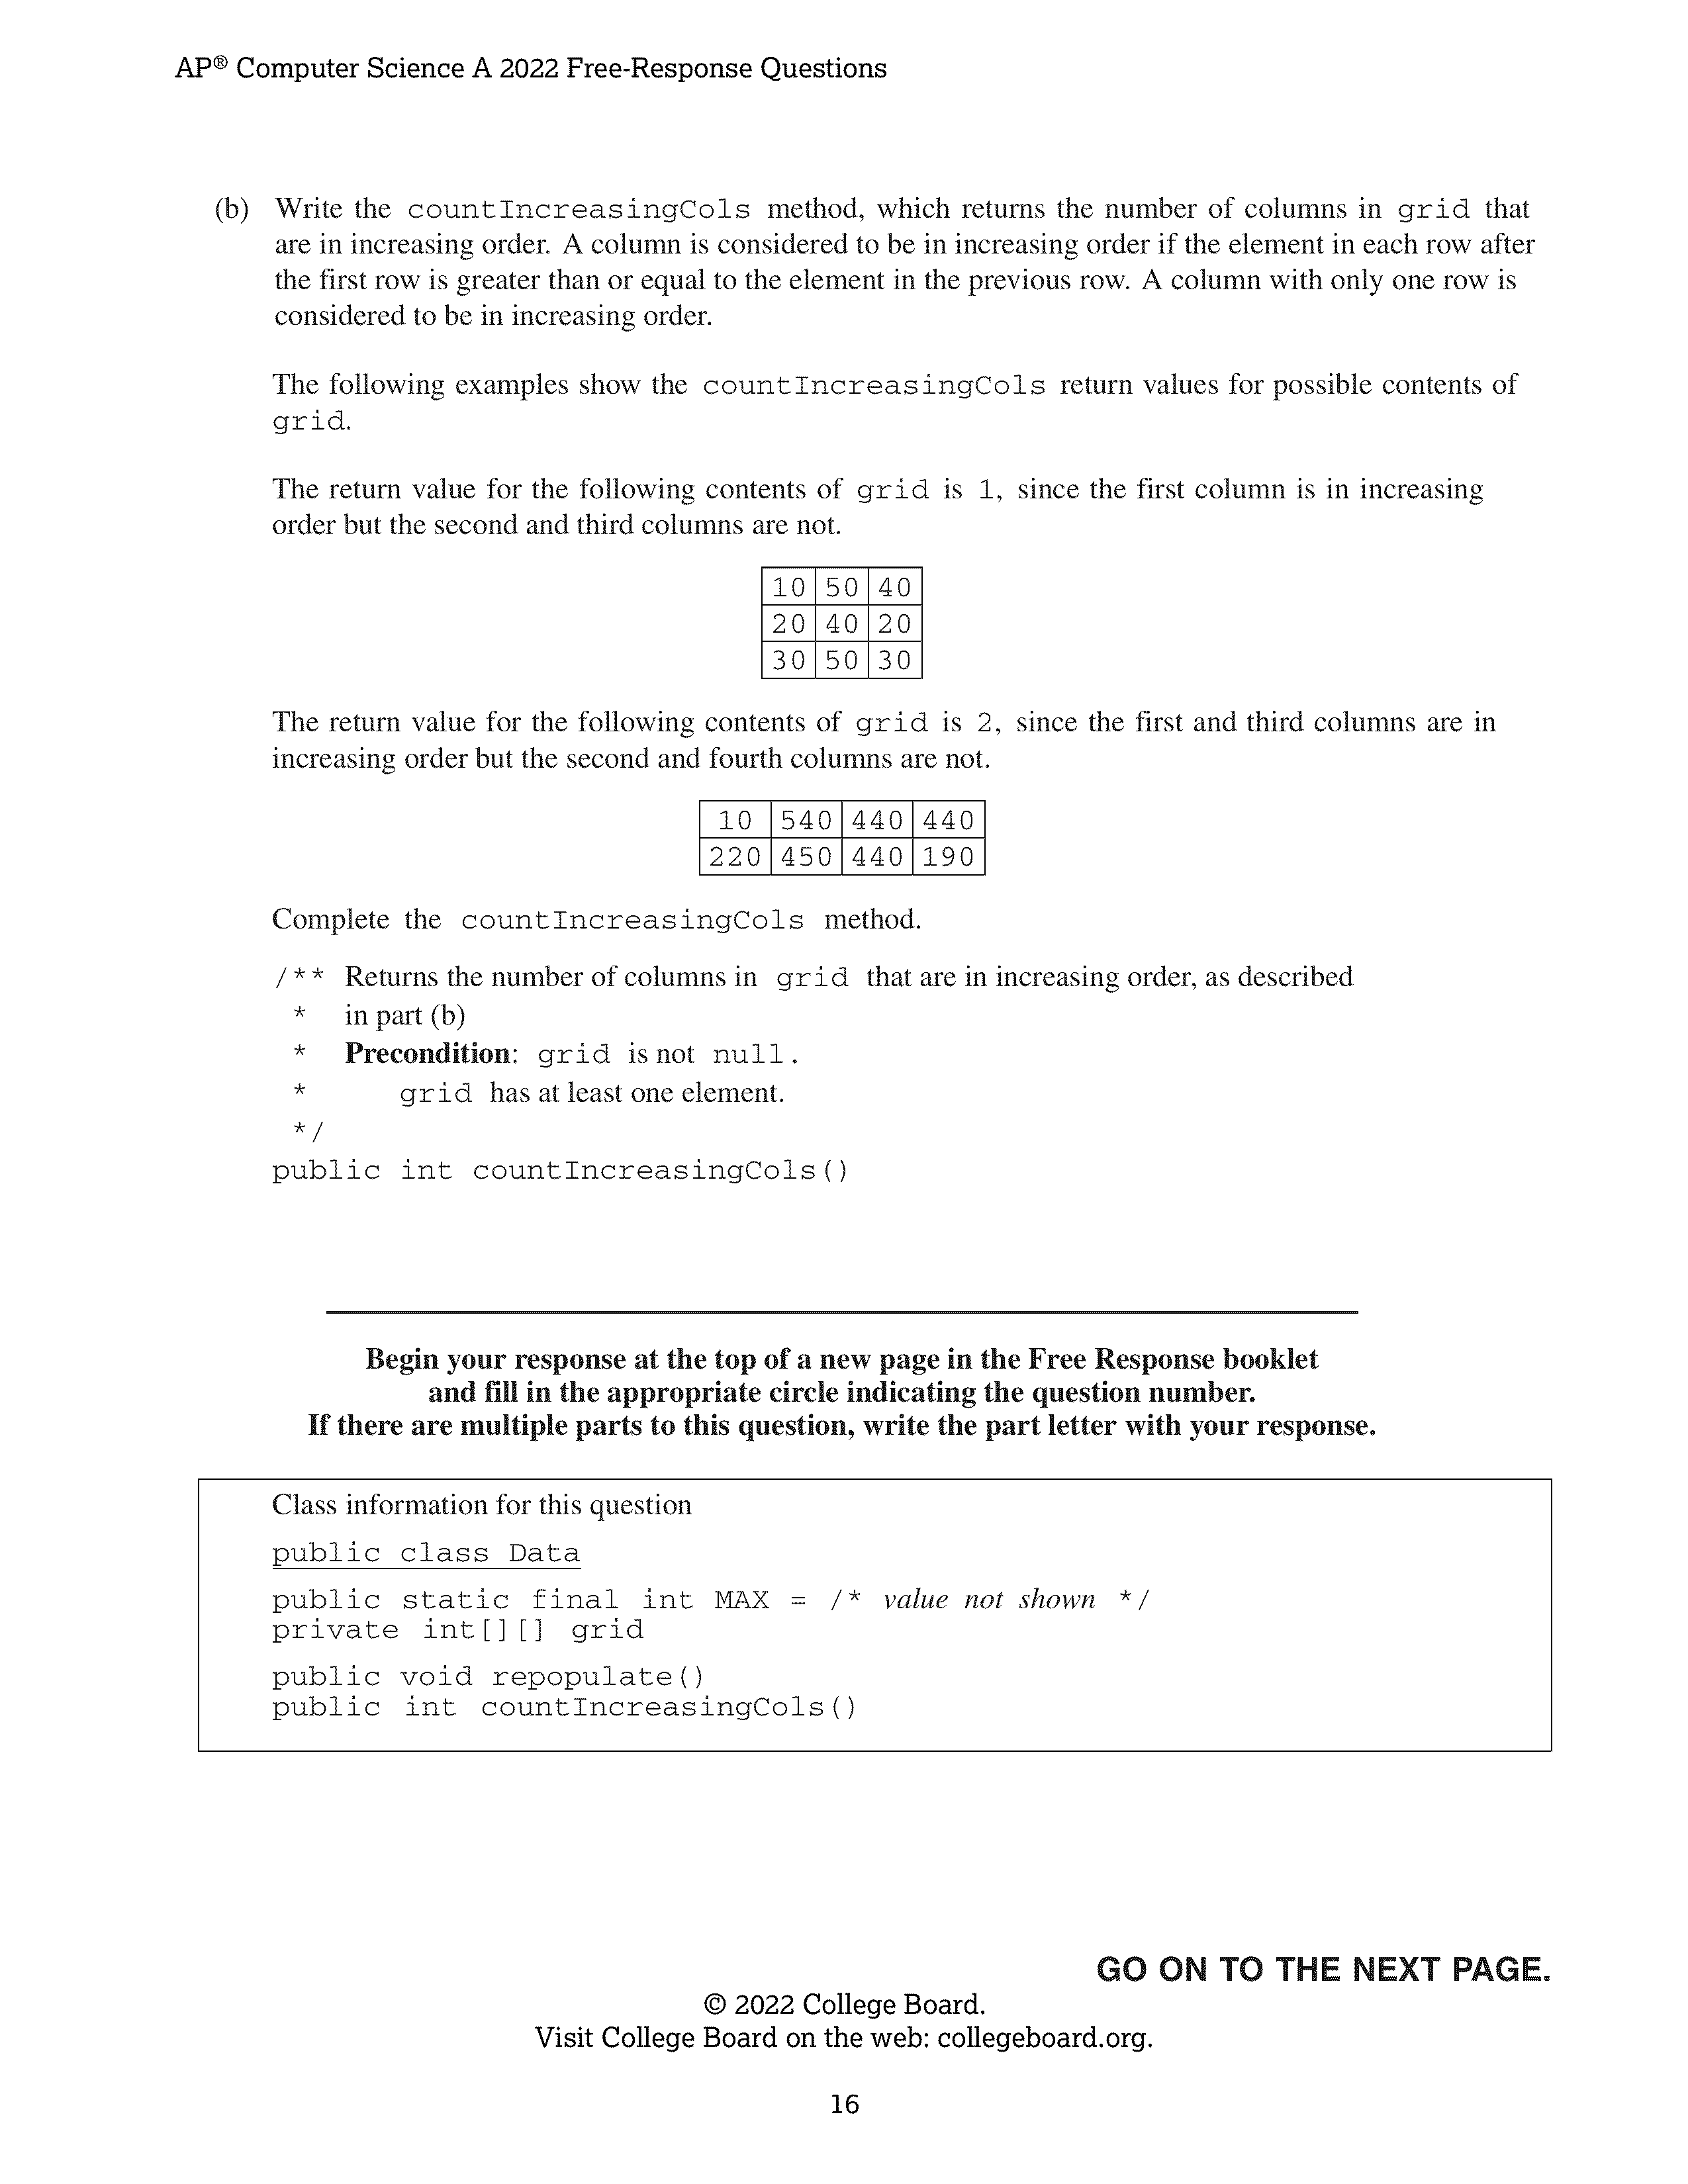 AP® Computer Science A 2022 Free-Response Questions
(b) Write the countIncreasingCols method, which returns the number of columns in grid that
are in increasing order. A column is considered to be in increasing order if the element in each row after
the first row is greater than or equal to the element in the previous row. A column with only one row is
considered to be in increasing order.
The following examples show the countIncreasingCols return values for possible contents of
grid.
The return value for the following contents of grid is 1, since the first column is in increasing
order but the second and third columns are not.
10 50 40
20 40 20
30 50 30
The return value for the following contents of grid is 2, since the first and third columns are in
increasing order but the second and fourth columns are not.
10 540 440 440
220 450 440 190
Complete the countIncreasingCols method.
/** Returns the number of columns in grid that are in increasing order, as described
* in part (b)
* Precondition: grid is not null.
* grid has at least one element.
*/
public int countIncreasingCols()
Begin your response at the top of a new page in the Free Response booklet
and fill in the appropriate circle indicating the question number.
If there are multiple parts to this question, write the part letter with your response.
Class information for this question
public class Data
public static final int MAX = /* value not shown */
private int[][] grid
public void repopulate()
public int countIncreasingCols()
GO ON TO THE NEXT PAGE.
© 2022 College Board.
Visit College Board on the web: collegeboard.org.
16